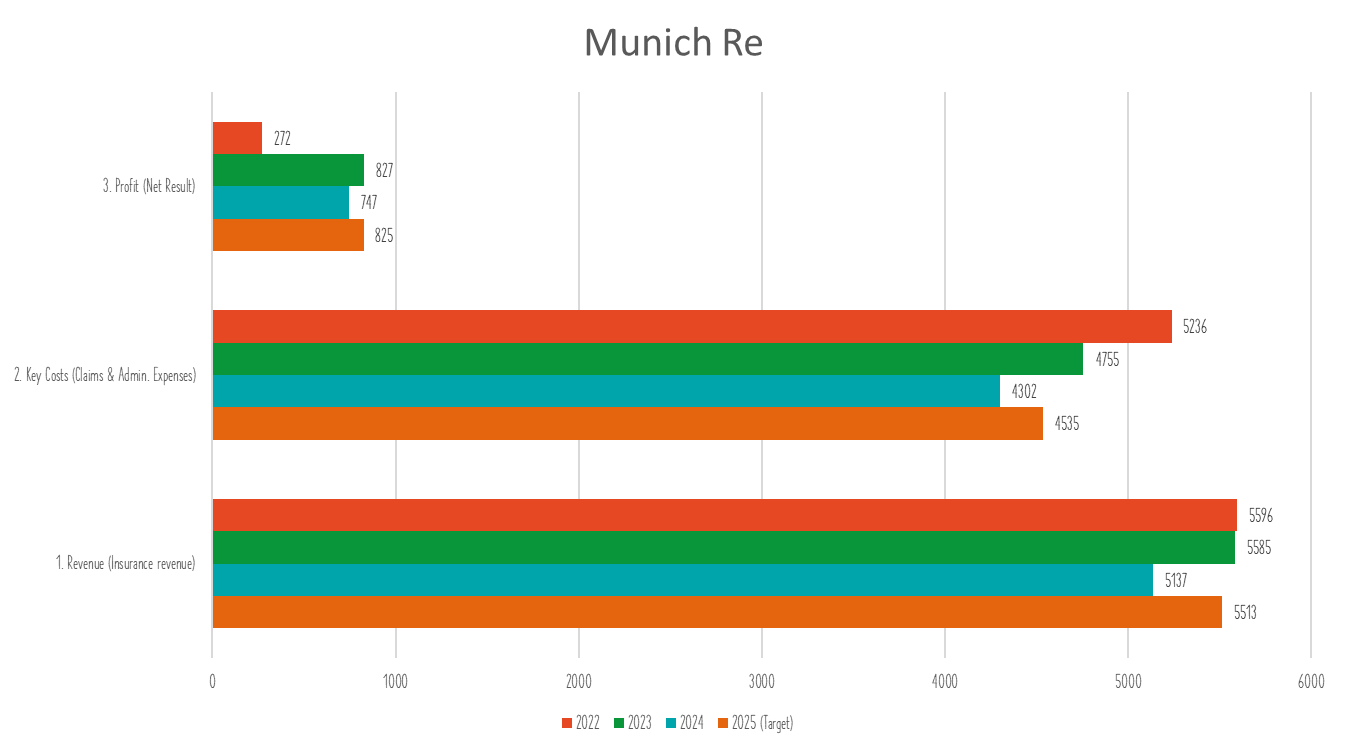 Munich Re
272
827
3. Profit (Net Result)
747
825
5236
4755
2. Key Costs (Claims & Admin. Expenses)
4302
4535
5596
5585
1. Revenue (Insurance revenue)
5137
5513
0 1000 2000 3000 4000 5000 6000
2022 2023 2024 2025 (Target)